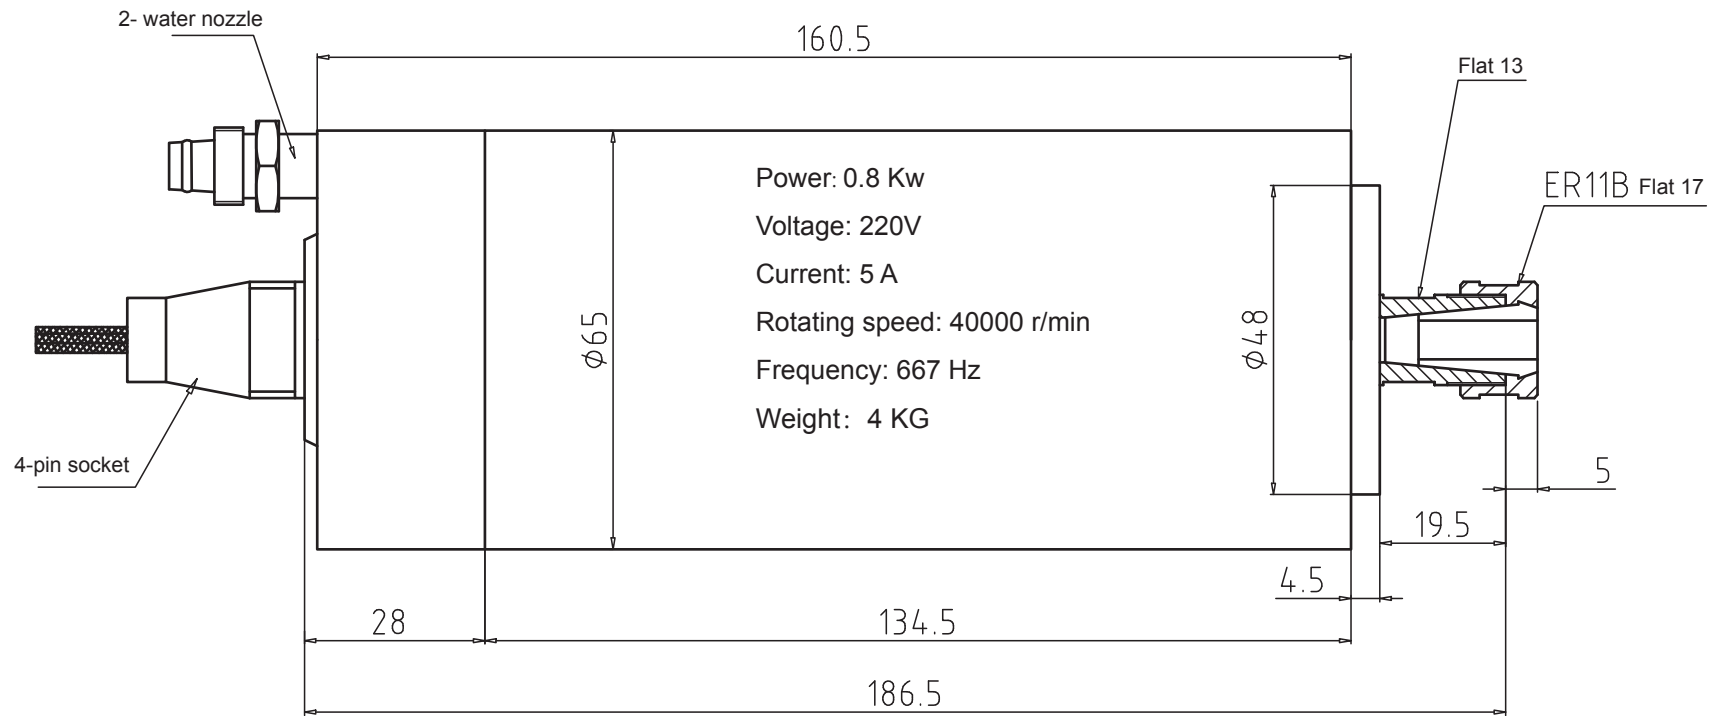 2- water nozzle
160.5
Flat 13
Power: 0.8 Kw
ER11B Flat 17
Voltage: 220V
Current: 5 A
Rotating speed: 40000 r/min
ϕ65
ϕ48
Frequency: 667 Hz
Weight: 4 KG
4-pin socket
5
19.5
4.5
28
134.5
186.5